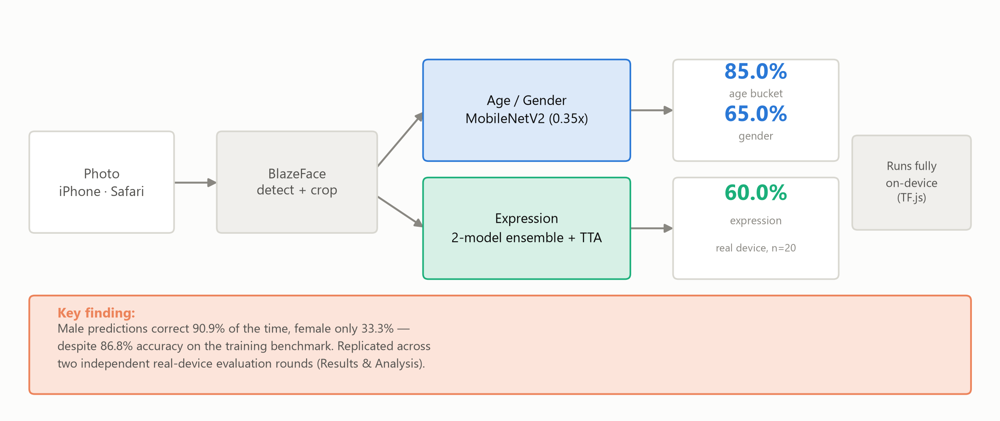 Photo
iPhone · Safari
BlazeFace
detect + crop
Age / Gender
MobileNetV2 (0.35x)
85.0%
age bucket
65.0%
gender
Expression
2-model ensemble + TTA
60.0%
expression
real device, n=20
Runs fully
on-device
(TF.js)
Key finding:
Male predictions correct 90.9% of the time, female only 33.3% —
despite 86.8% accuracy on the training benchmark. Replicated across
two independent real-device evaluation rounds (Results & Analysis).